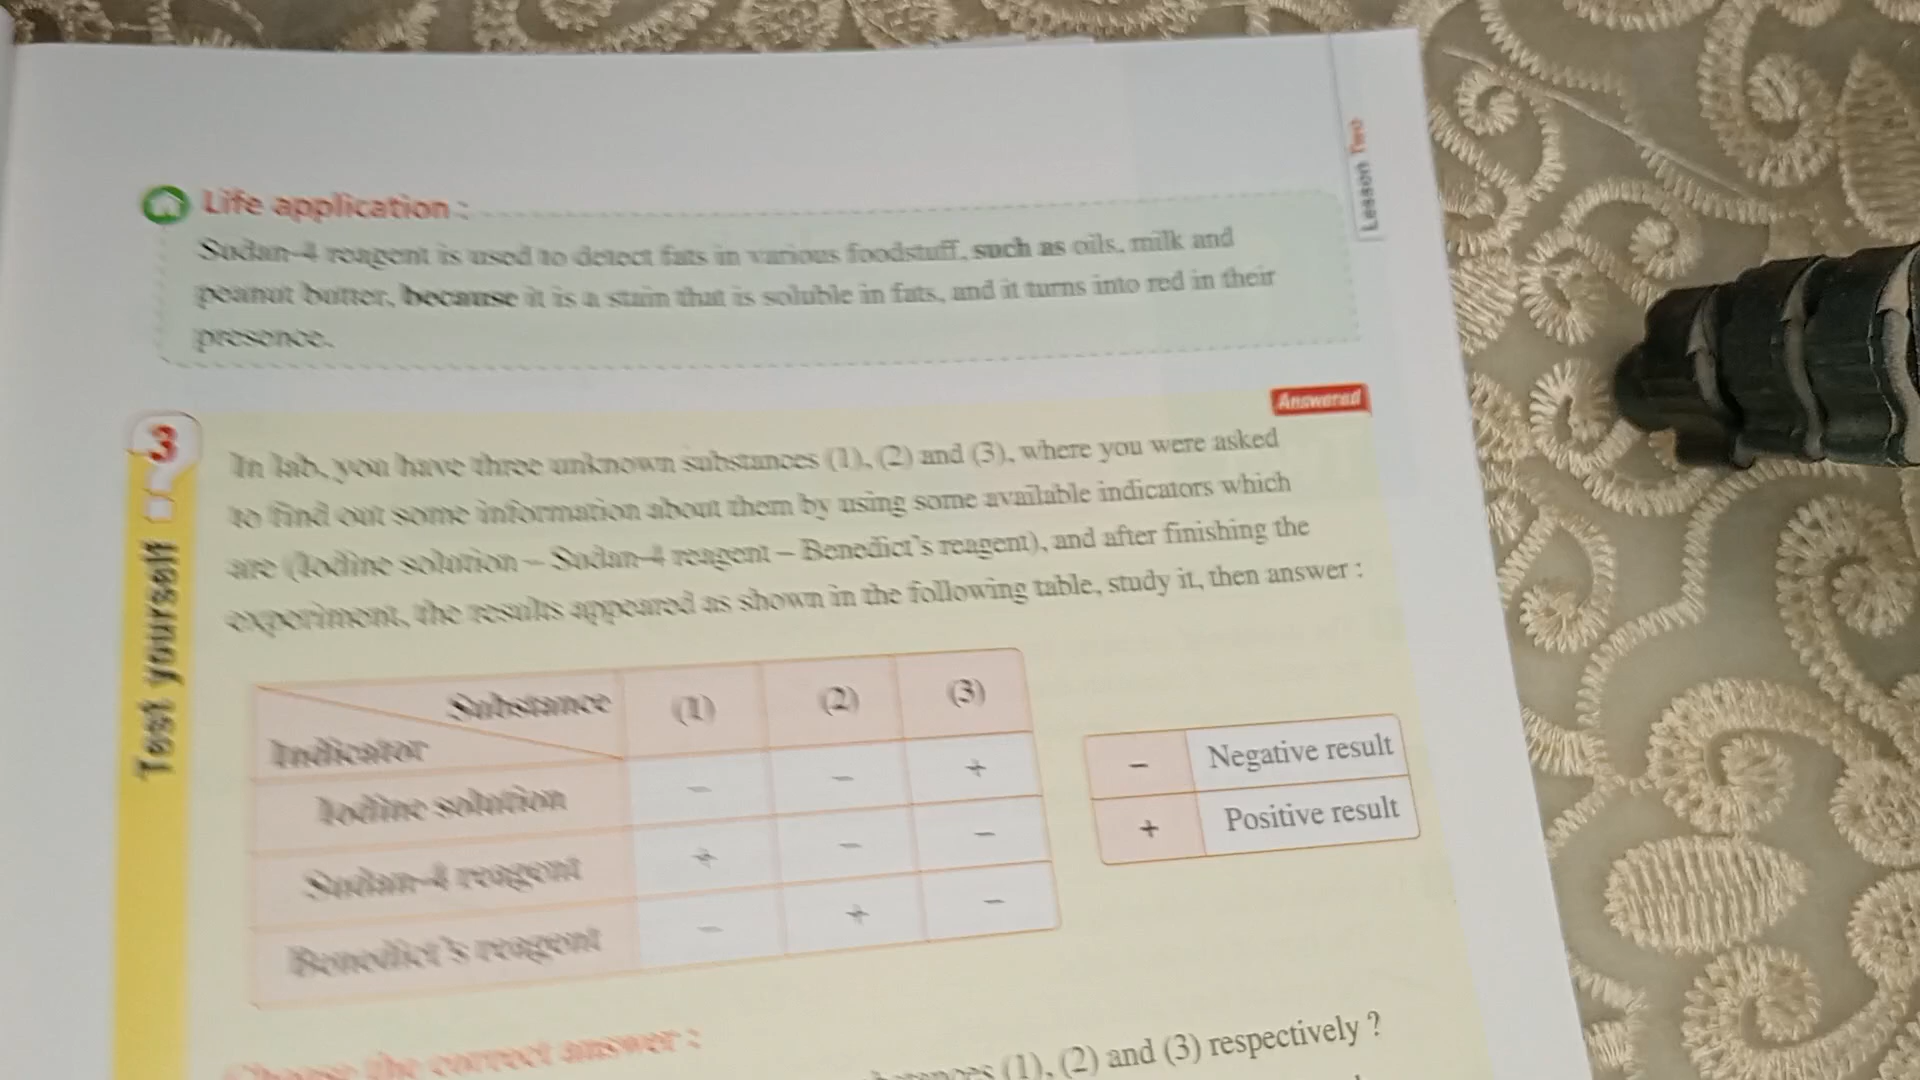 Lesson Two
Life application :
Sudan-4 reagent is used to detect fats in various foodstuff, such as oils, milk and
peanut butter, because it is a stain that is soluble in fats, and it turns into red in their
presence.
Answered
Test yourself 3
In lab, you have three unknown substances (1), (2) and (3), where you were asked
to find out some information about them by using some available indicators which
are (Iodine solution – Sudan-4 reagent – Benedict's reagent), and after finishing the
experiment, the results appeared as shown in the following table, study it, then answer :
Substance (1) (2) (3)
Indicator
Iodine solution – – +
Sudan-4 reagent + – –
Benedict's reagent – + –
– Negative result
+ Positive result
Choose the correct answer :
(1), (2) and (3) respectively ?